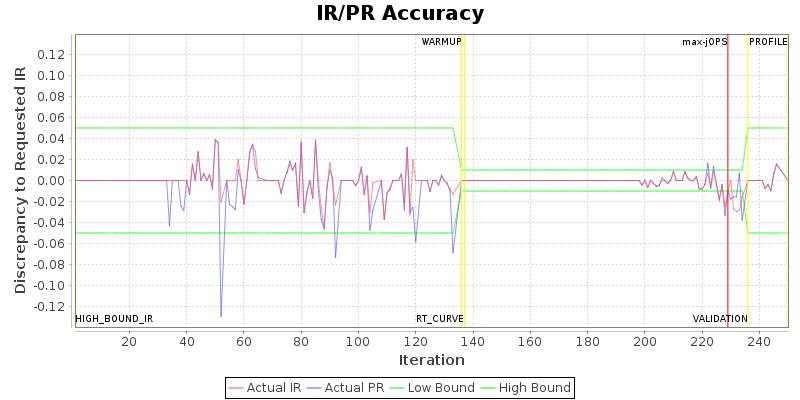 IR/PR Accuracy
WARMUP
max-jOPS
PROFILE
Discrepancy to Requested IR
0.12
0.10
0.08
0.06
0.04
0.02
0.00
-0.02
-0.04
-0.06
-0.08
-0.10
-0.12
HIGH_BOUND_IR
RT_CURVE
VALIDATION
20 40 60 80 100 120 140 160 180 200 220 240
Iteration
Actual IR Actual PR Low Bound High Bound